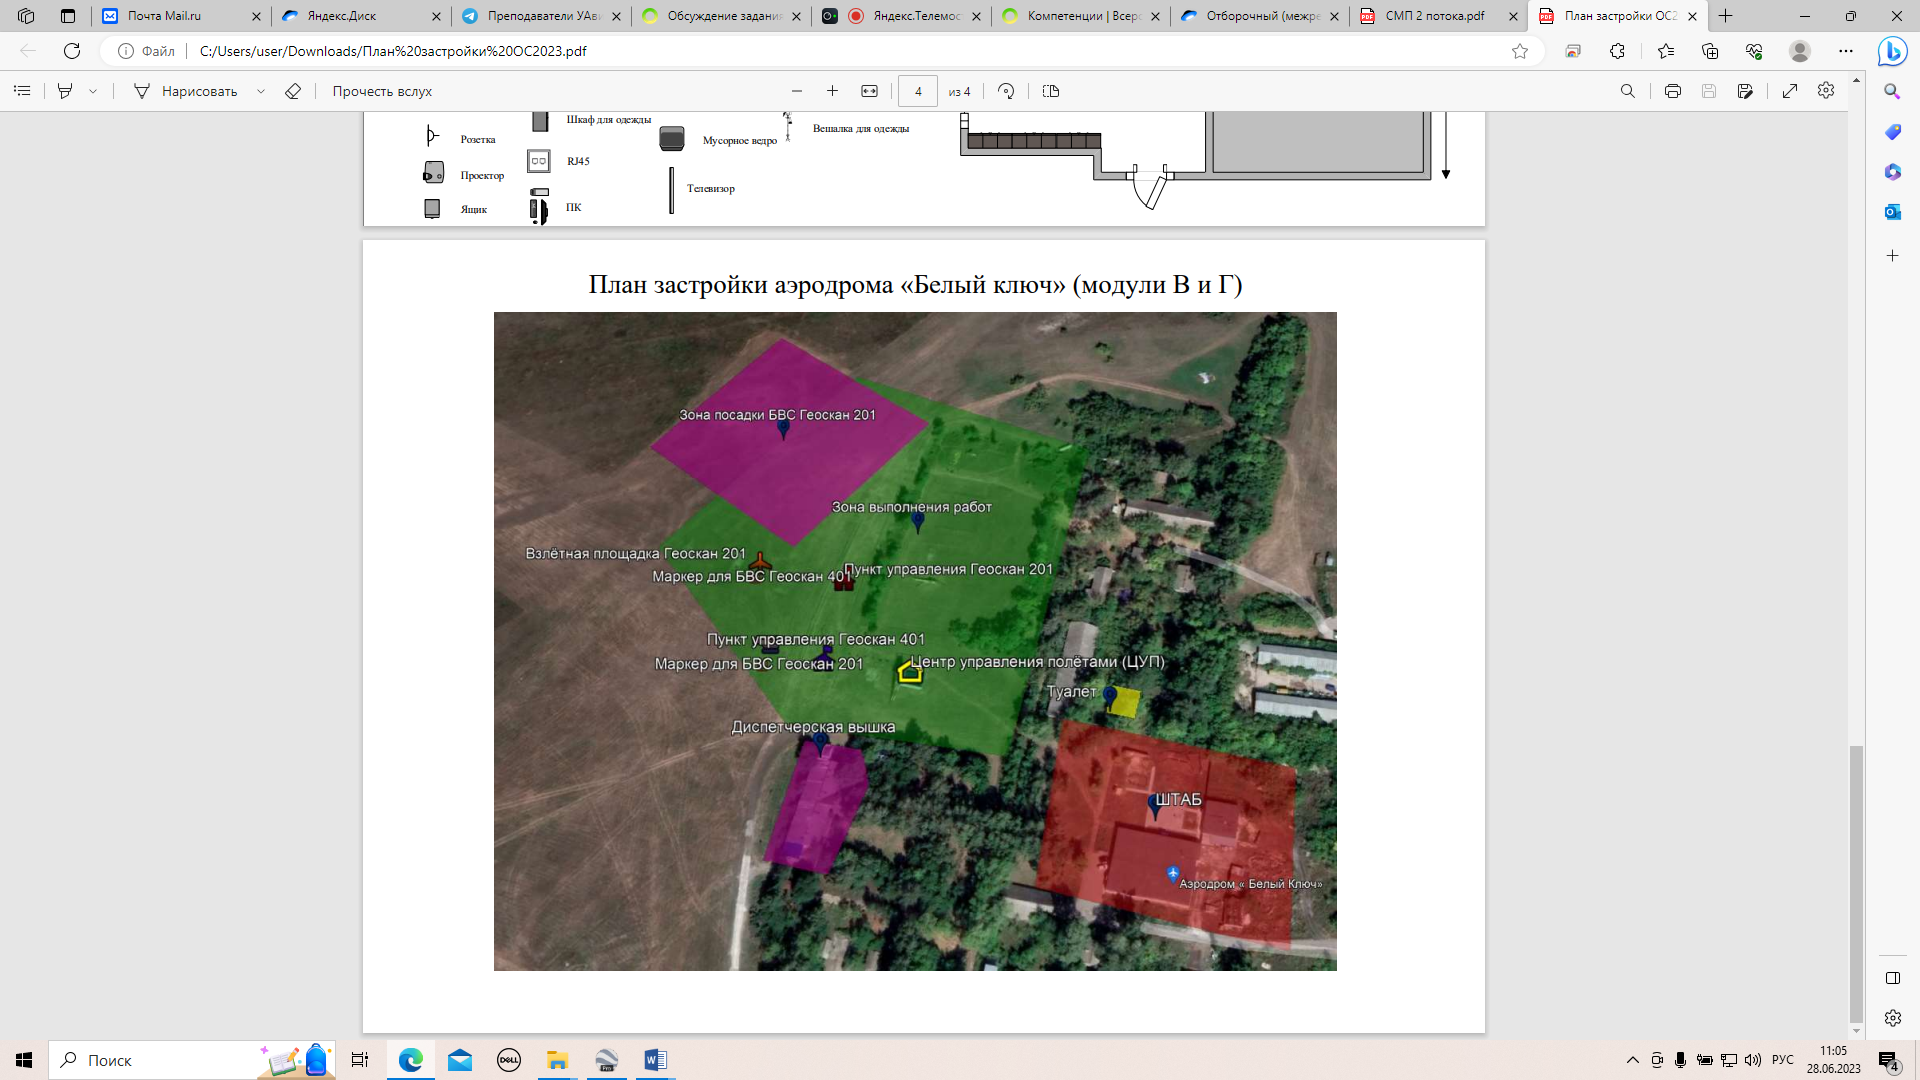 Почта Mail.ru
Яндекс.Диск
Преподаватели УАви
Обсуждение задани
Яндекс.Телемос
Компетенции | Всерс
Отборочный (межре
СМП 2 потока.pdf
План застройки ОС2
Файл
C:/Users/user/Downloads/План%20застройки%20ОС2023.pdf
Нарисовать
Прочесть вслух
4
из 4
Шкаф для одежды
Розетка
Мусорное ведро
Вешалка для одежды
RJ45
Проектор
Телевизор
Ящик
ПК
План застройки аэродрома «Белый ключ» (модули В и Г)
Зона посадки БВС Геоскан 201
Зона выполнения работ
Взлётная площадка Геоскан 201
Маркер для БВС Геоскан 401
Пункт управления Геоскан 201
Пункт управления Геоскан 401
Маркер для БВС Геоскан 201
Центр управления полётами (ЦУП)
Туалет
Диспетчерская вышка
ШТАБ
Аэродром « Белый Ключ»
Поиск
DELL
Pro
РУС
11:05
28.06.2023
4